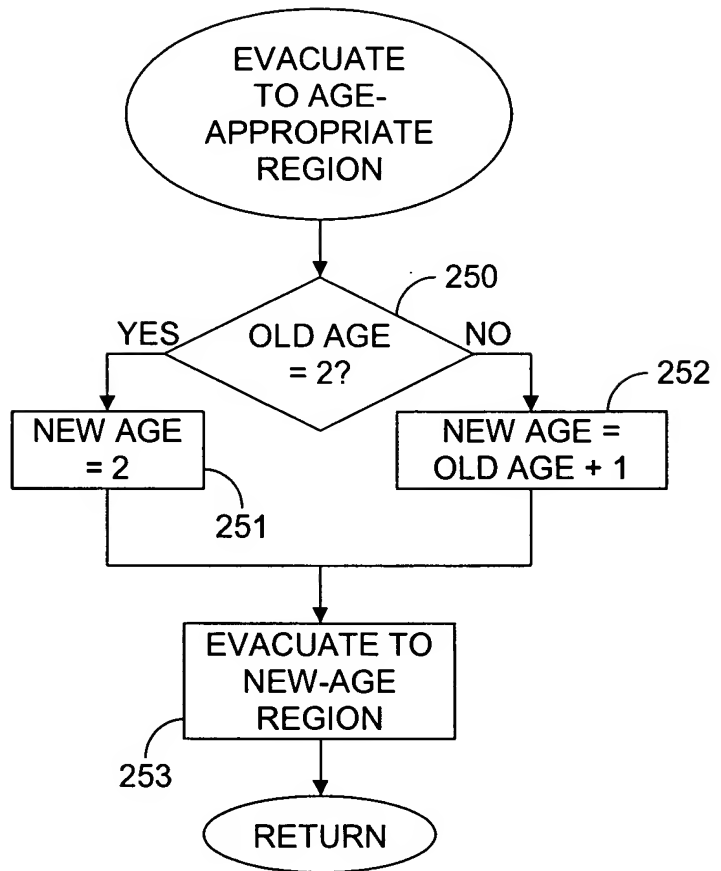 EVACUATE
TO AGE-
APPROPRIATE
REGION
250
YES
OLD AGE
= 2?
NO
252
NEW AGE
= 2
NEW AGE =
OLD AGE + 1
251
EVACUATE TO
NEW-AGE
REGION
253
RETURN